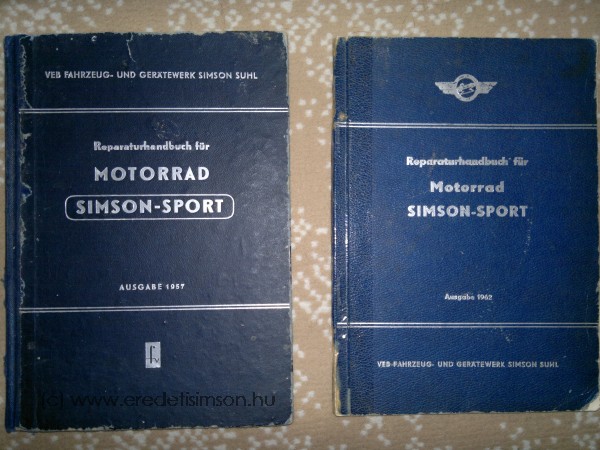 VEB FAHRZEUG- UND GERÄTEWERK SIMSON SUHL
Reparaturhandbuch für
MOTORRAD
SIMSON-SPORT
AUSGABE 1957
fv
(c) www.eredetisimson.hu
Reparaturhandbuch für
Motorrad
SIMSON-SPORT
Ausgabe 1962
VEB-FAHRZEUG- UND GERÄTEWERK SIMSON SUHL